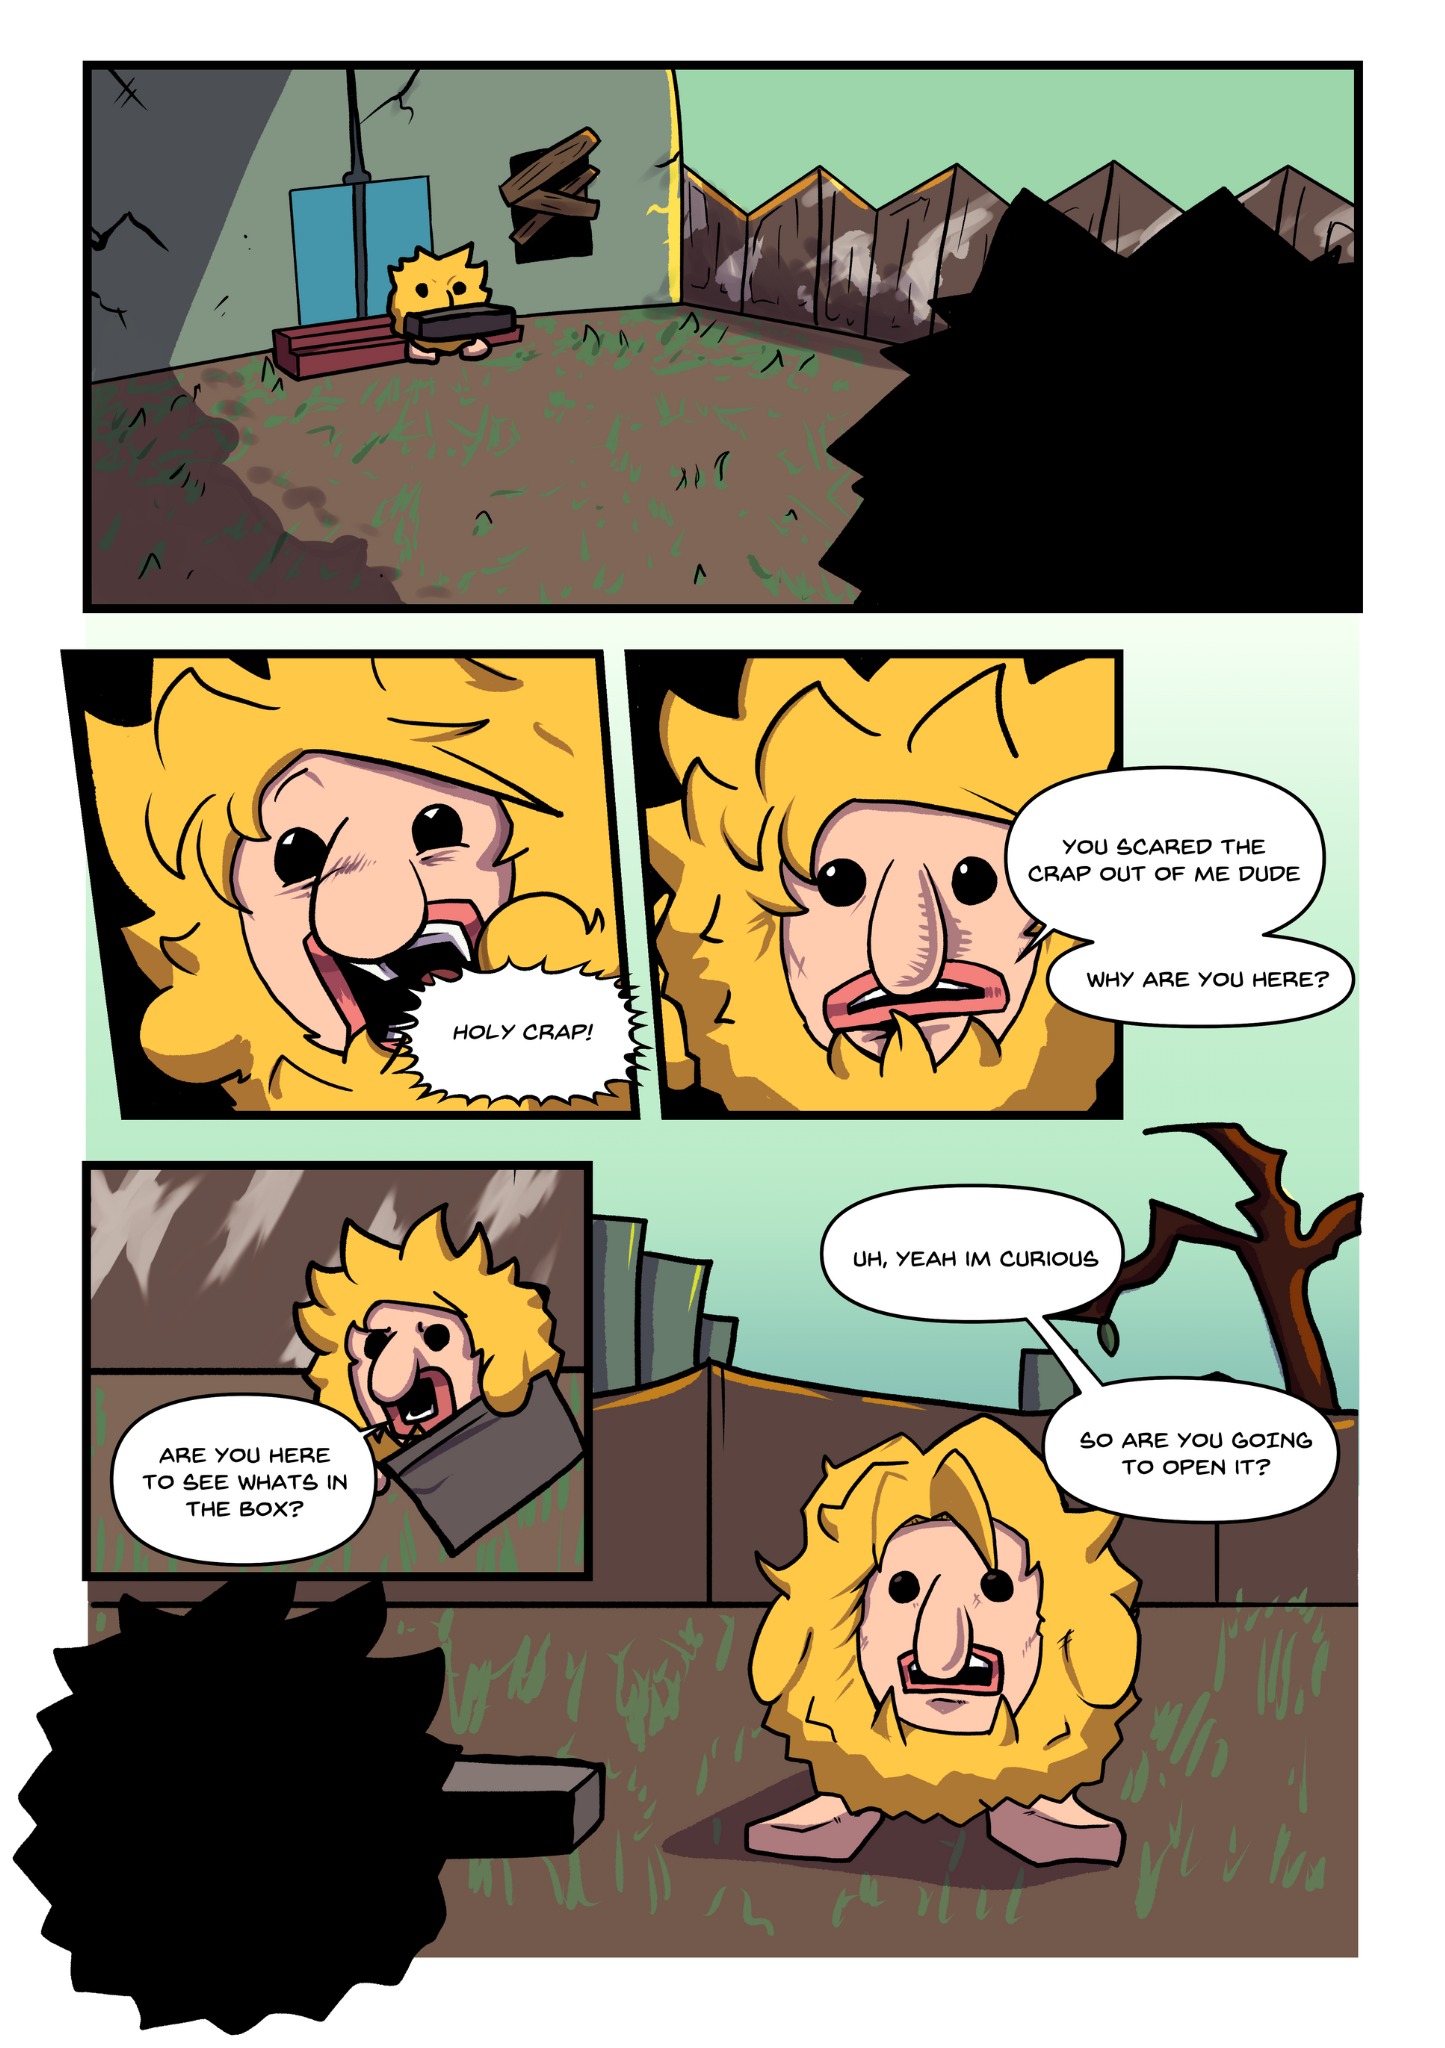 HOLY CRAP!
YOU SCARED THE
CRAP OUT OF ME DUDE
WHY ARE YOU HERE?
ARE YOU HERE
TO SEE WHATS IN
THE BOX?
UH, YEAH IM CURIOUS
SO ARE YOU GOING
TO OPEN IT?